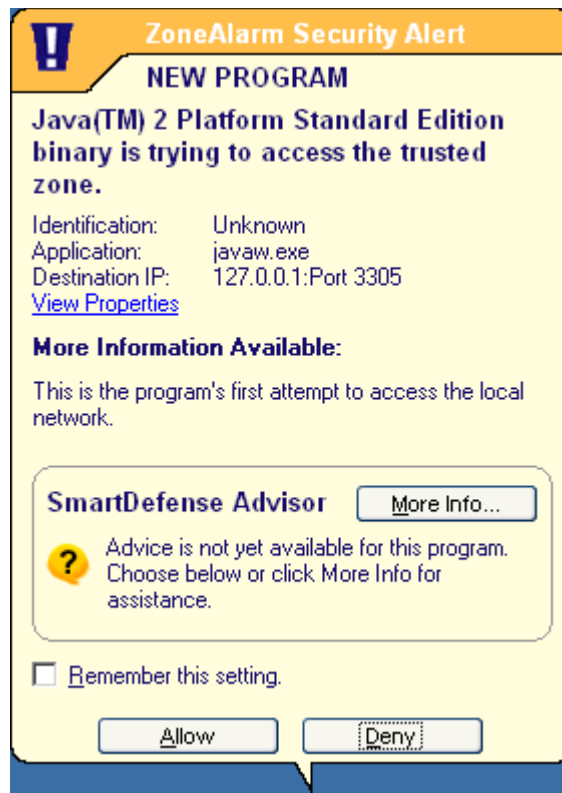 ZoneAlarm Security Alert
NEW PROGRAM
Java(TM) 2 Platform Standard Edition
binary is trying to access the trusted
zone.
Identification: Unknown
Application: javaw.exe
Destination IP: 127.0.0.1:Port 3305
View Properties
More Information Available:
This is the program's first attempt to access the local
network.
SmartDefense Advisor More Info...
Advice is not yet available for this program.
Choose below or click More Info for
assistance.
Remember this setting.
Allow Deny